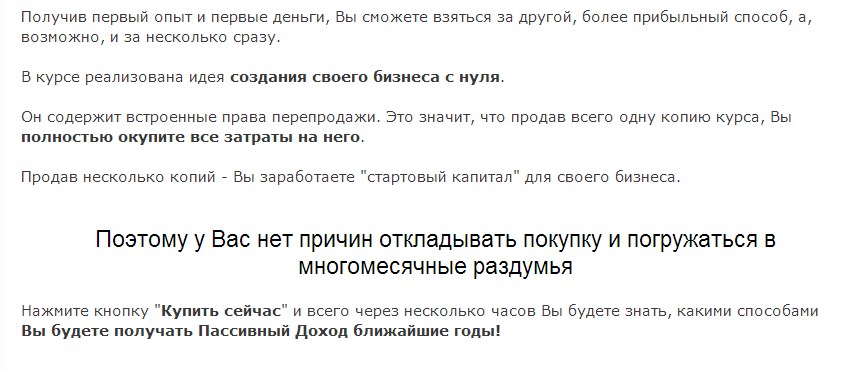 Получив первый опыт и первые деньги, Вы сможете взяться за другой, более прибыльный способ, а,
возможно, и за несколько сразу.
В курсе реализована идея создания своего бизнеса с нуля.
Он содержит встроенные права перепродажи. Это значит, что продав всего одну копию курса, Вы
полностью окупите все затраты на него.
Продав несколько копий - Вы заработаете "стартовый капитал" для своего бизнеса.
Поэтому у Вас нет причин откладывать покупку и погружаться в
многомесячные раздумья
Нажмите кнопку "Купить сейчас" и всего через несколько часов Вы будете знать, какими способами
Вы будете получать Пассивный Доход ближайшие годы!